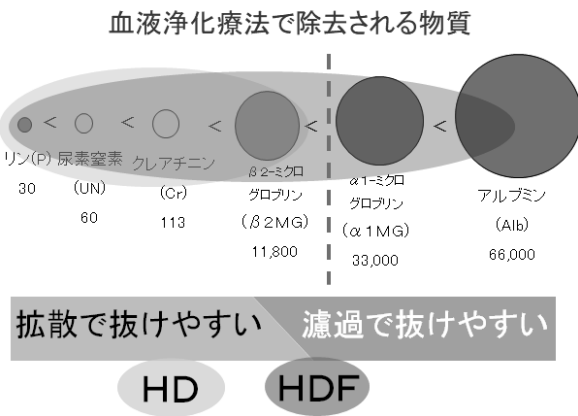 血液浄化療法で除去される物質
< < < < <
リン(P)
30
尿素窒素
(UN)
60
クレアチニン
(Cr)
113
β2-ミクロ
グロブリン
(β2MG)
11,800
α1-ミクロ
グロブリン
(α1MG)
33,000
アルブミン
(Alb)
66,000
拡散で抜けやすい
濾過で抜けやすい
HD
HDF